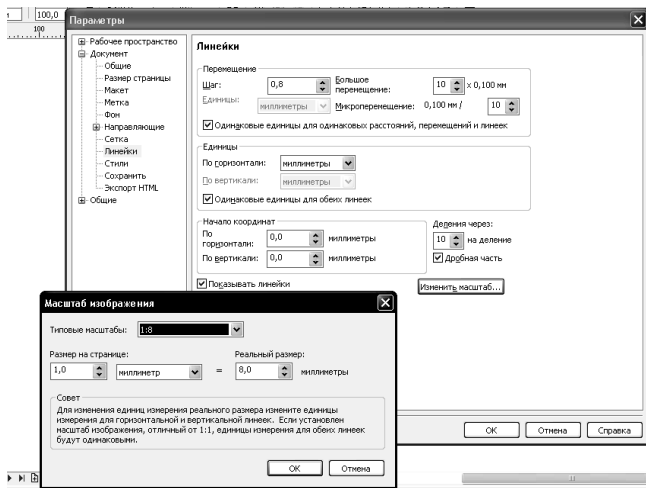 100,0
100
Параметры
Рабочее пространство
Документ
Общие
Размер страницы
Макет
Метка
Фон
Направляющие
Сетка
Линейки
Стили
Сохранить
Экспорт HTML
Общие
Линейки
Перемещение
Шаг: 0,8 Большое перемещение: 10 x 0,100 мм
Единицы: миллиметры Микроперемещение: 0,100 мм / 10
Одинаковые единицы для одинаковых расстояний, перемещений и линеек
Единицы
По горизонтали: миллиметры
По вертикали: миллиметры
Одинаковые единицы для обеих линеек
Начало координат
По горизонтали: 0,0 миллиметры
По вертикали: 0,0 миллиметры
Деления через:
10 на деление
Дробная часть
Показывать линейки
Изменить масштаб...
Масштаб изображения
Типовые масштабы: 1:8
Размер на странице: Реальный размер:
1,0 миллиметр = 8,0 миллиметры
Совет
Для изменения единиц измерения реального размера измените единицы
измерения для горизонтальной и вертикальной линеек. Если установлен
масштаб изображения, отличный от 1:1, единицы измерения для обеих линеек
будут одинаковыми.
ОК Отмена
ОК Отмена Справка